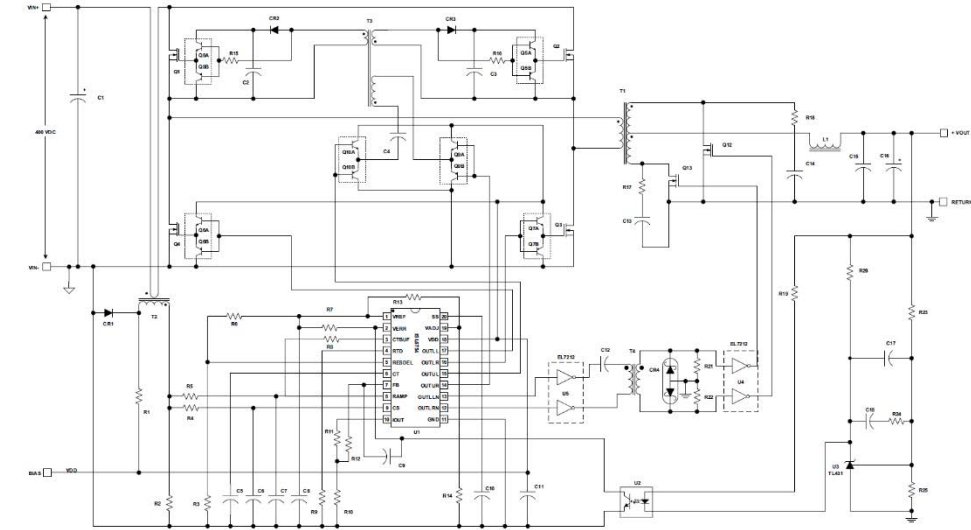 VIN+
CR2
T3
CR3
Q1
Q5A
Q5B
R15
C2
R16
C3
Q2
C1
400 VDC
T1
R18
L1
+ VOUT
Q10A
Q10B
C4
Q9A
Q9B
Q12
Q13
C14
C15
C16
R17
C13
RETURN
Q4
Q8A
Q8B
Q7A
Q7B
Q3
VIN-
CR1
T2
R13
R6
R7
R8
1 VREF SS 20
2 VERR VADJ 19
3 CTBUF VDD 18
4 RTD OUTLL 17
5 RESDEL OUTLR 16
6 CT OUTUL 15
7 FB OUTUR 14
8 RAMP OUTLLN 13
9 CS OUTLRN 12
10 IOUT GND 11
U1
R5
R4
R1
R11
R12
C9
EL7212
U5
C12
T4
CR4
R21
R22
EL7212
U4
R23
C17
C18
R24
U3
TL431
R25
BIAS
VDD
R2
R3
C5
C6
C7
C8
R9
R10
R14
C10
C11
U2